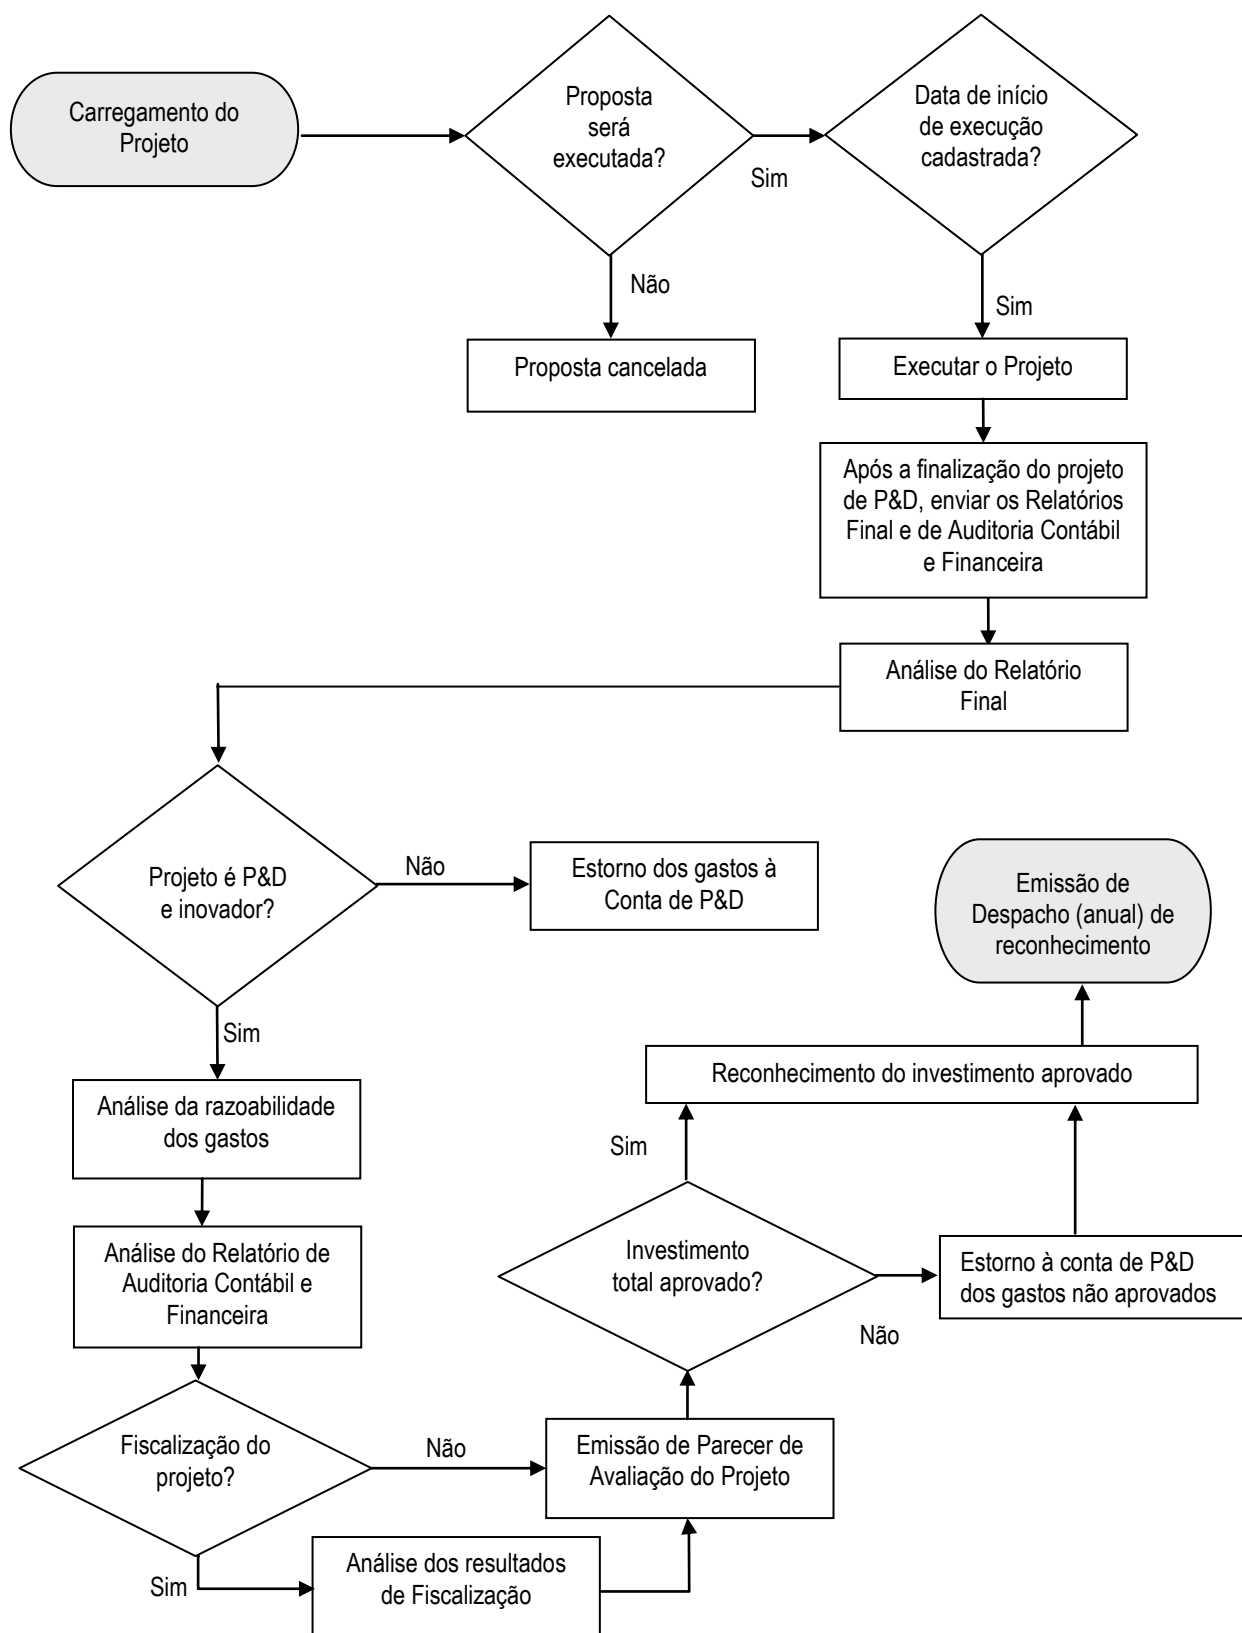 Carregamento do
Projeto
Proposta
será
executada?
Sim
Data de início
de execução
cadastrada?
Não
Sim
Proposta cancelada
Executar o Projeto
Após a finalização do projeto
de P&D, enviar os Relatórios
Final e de Auditoria Contábil
e Financeira
Análise do Relatório
Final
Projeto é P&D
e inovador?
Não
Estorno dos gastos à
Conta de P&D
Emissão de
Despacho (anual) de
reconhecimento
Sim
Reconhecimento do investimento aprovado
Análise da razoabilidade
dos gastos
Sim
Análise do Relatório de
Auditoria Contábil e
Financeira
Investimento
total aprovado?
Estorno à conta de P&D
dos gastos não aprovados
Não
Fiscalização do
projeto?
Não
Emissão de Parecer de
Avaliação do Projeto
Sim
Análise dos resultados
de Fiscalização